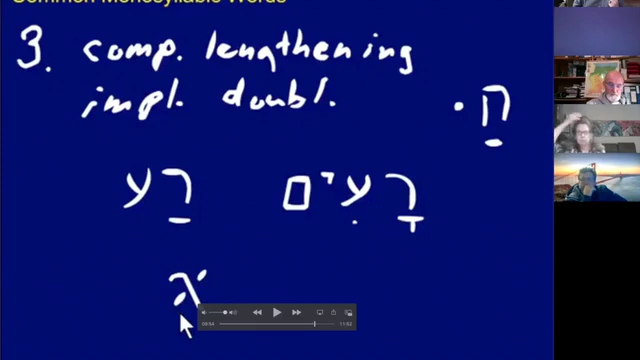 Common Monosyllable Words
3. comp. lengthening
impl. doubl.
הַ •
רָעִים רַע